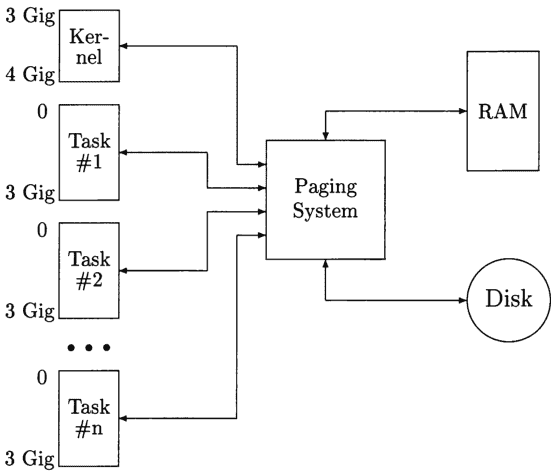 3 Gig
Ker-
nel
4 Gig
0
Task
#1
3 Gig
0
Task
#2
3 Gig
0
Task
#n
3 Gig
Paging
System
RAM
Disk